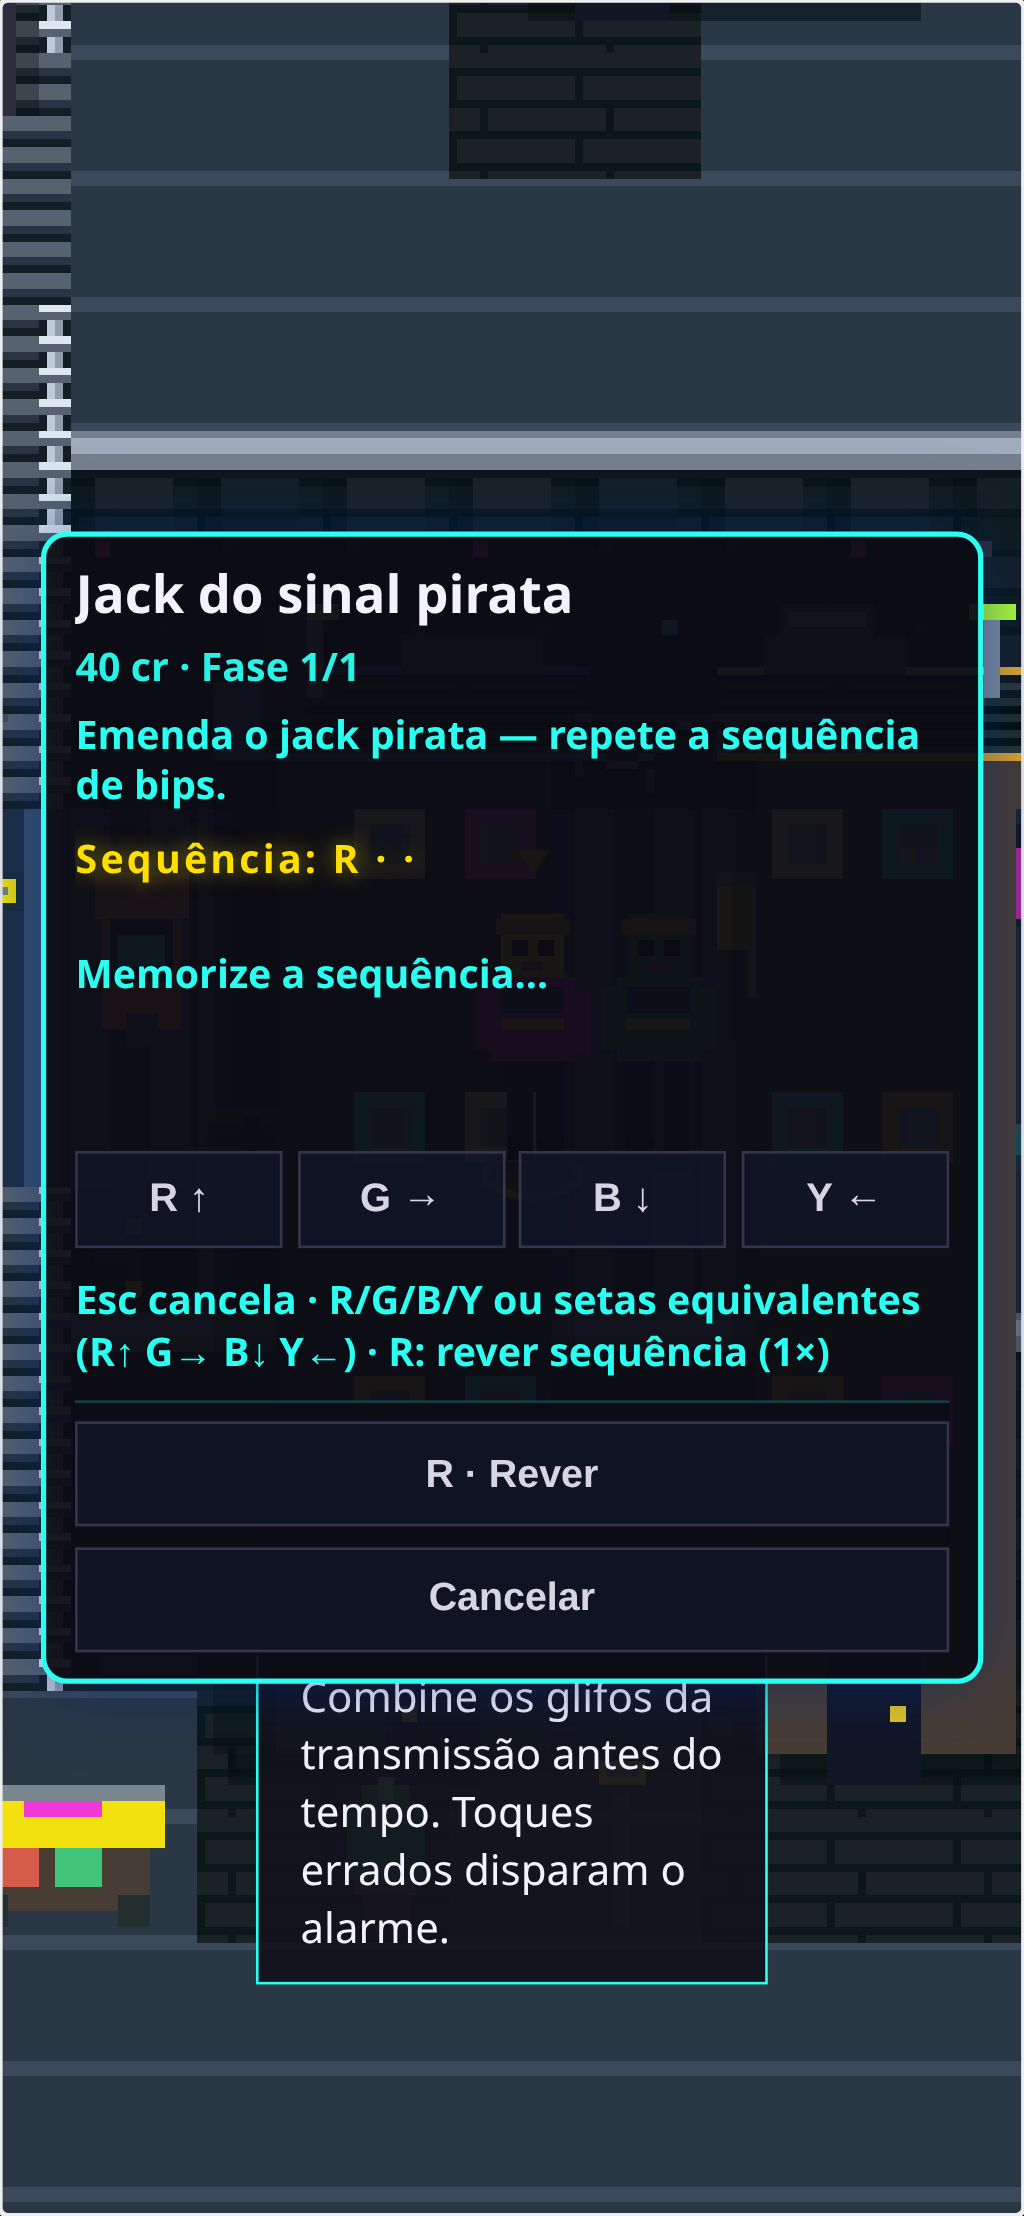 Jack do sinal pirata
40 cr · Fase 1/1
Emenda o jack pirata — repete a sequência
de bips.
Sequência: R · ·
Memorize a sequência...
R ↑
G →
B ↓
Y ←
Esc cancela · R/G/B/Y ou setas equivalentes
(R↑ G→ B↓ Y←) · R: rever sequência (1×)
R · Rever
Cancelar
Combine os glifos da
transmissão antes do
tempo. Toques
errados disparam o
alarme.